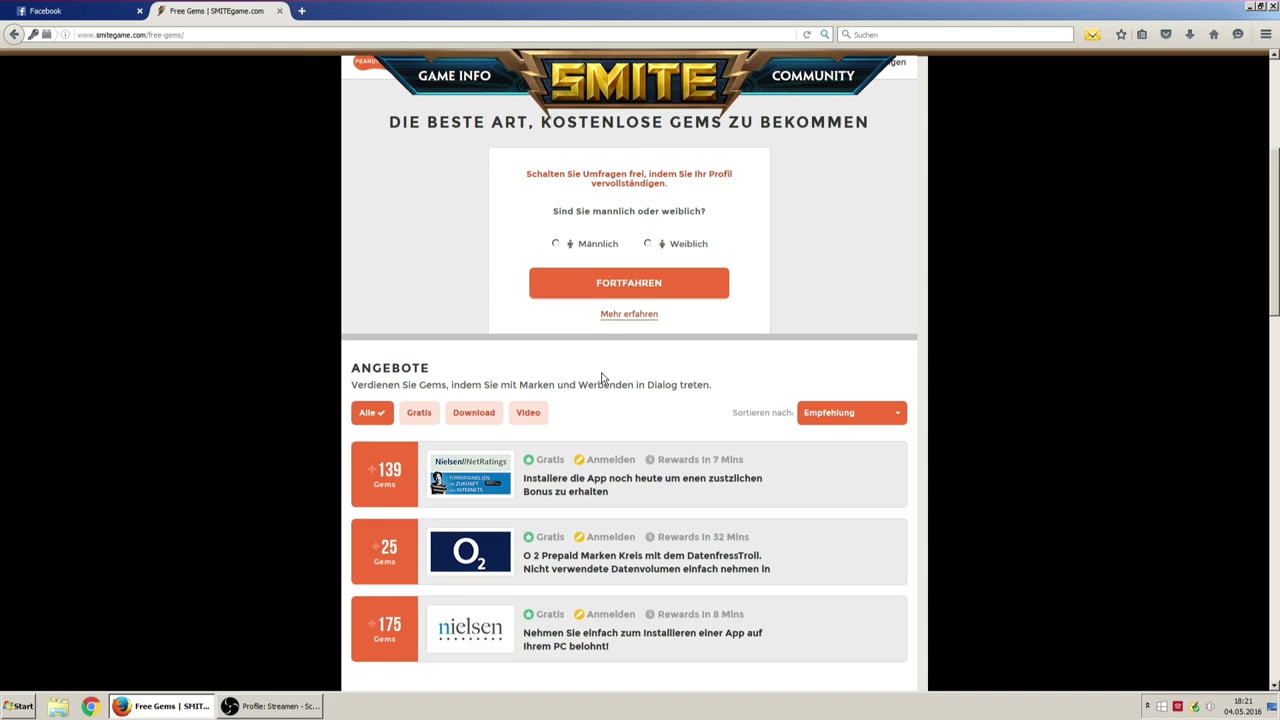 Facebook
Free Gems | SMITEgame.com
www.smitegame.com/free-gems/
Suchen
PEANUT
GAME INFO
SMITE
COMMUNITY
DIE BESTE ART, KOSTENLOSE GEMS ZU BEKOMMEN
Schalten Sie Umfragen frei, indem Sie Ihr Profil
vervollständigen.
Sind Sie mannlich oder weiblich?
Männlich
Weiblich
FORTFAHREN
Mehr erfahren
ANGEBOTE
Verdienen Sie Gems, indem Sie mit Marken und Werbenden in Dialog treten.
Alle
Gratis
Download
Video
Sortieren nach:
Empfehlung
+139
Gems
Nielsen//NetRatings
Gratis Anmelden Rewards In 7 Mins
Installiere die App noch heute um enen zustzlichen
Bonus zu erhalten
+25
Gems
O2
Gratis Anmelden Rewards In 32 Mins
O 2 Prepaid Marken Kreis mit dem DatenfressTroll.
Nicht verwendete Datenvolumen einfach nehmen in
+175
Gems
nielsen
Gratis Anmelden Rewards In 8 Mins
Nehmen Sie einfach zum Installieren einer App auf
Ihrem PC belohnt!
Start
Free Gems | SMIT...
Profile: Streamen - Sc...
18:21
04.05.2016